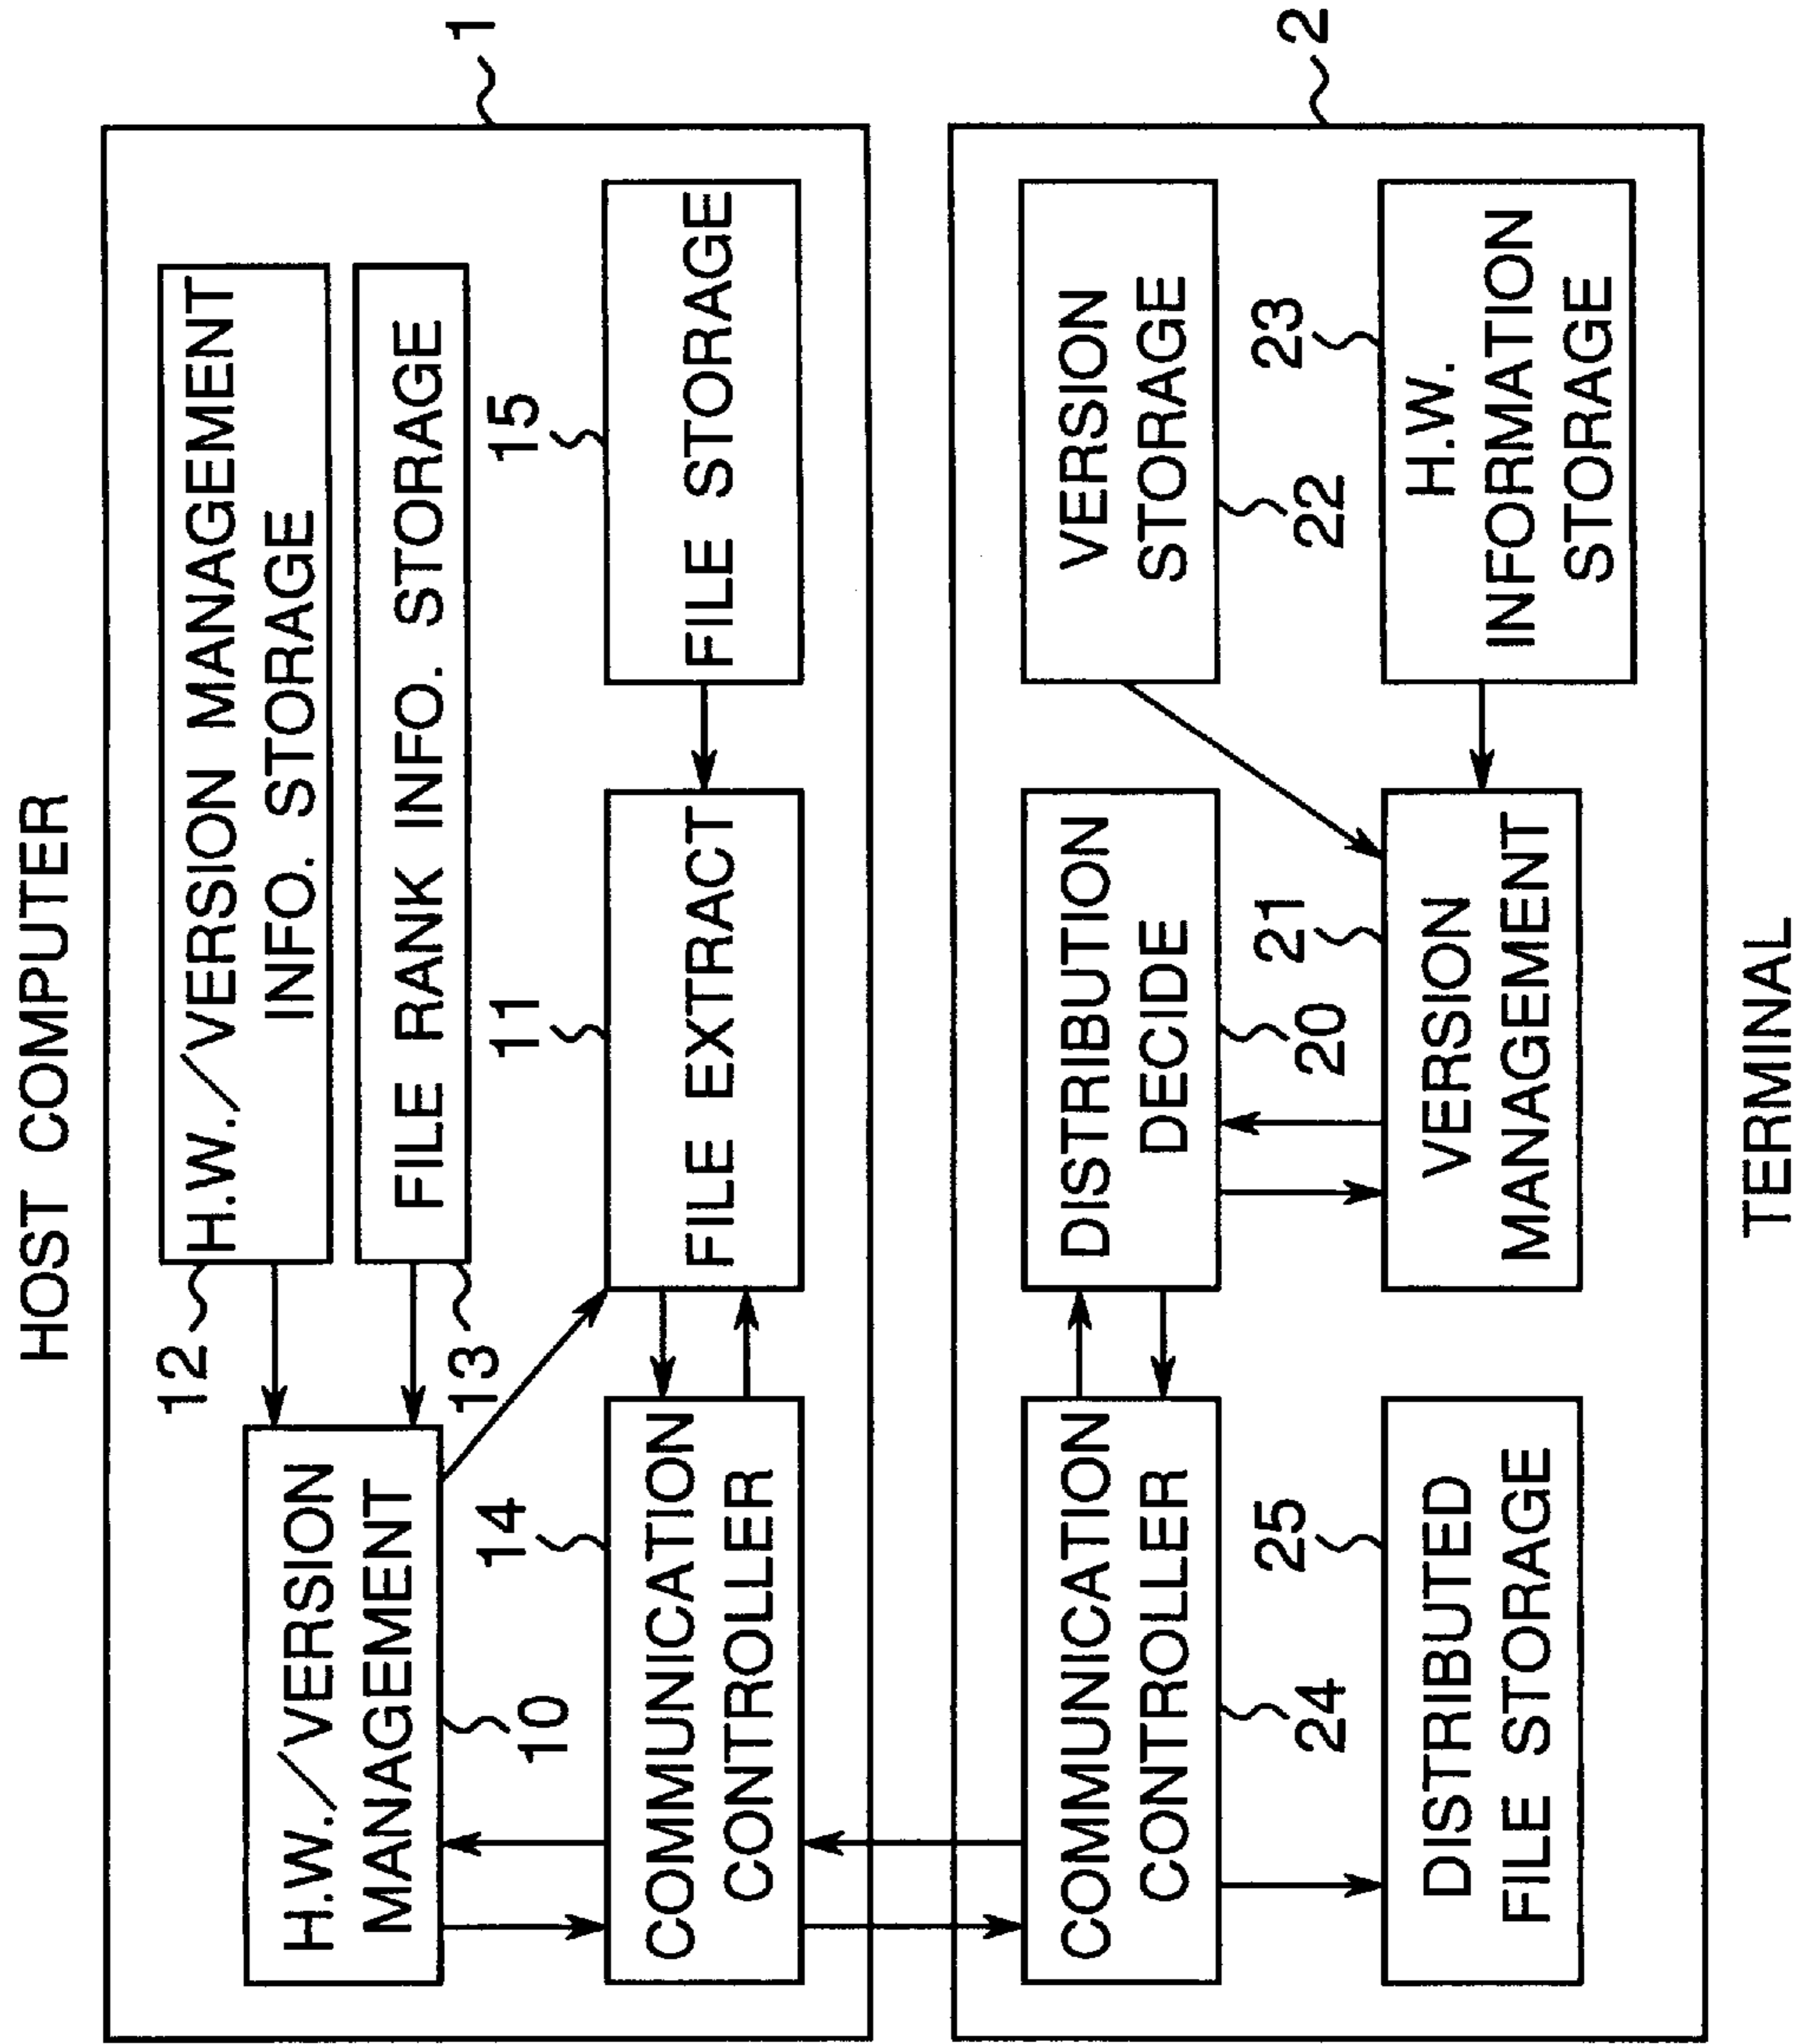 HOST COMPUTER
1
12
H.W./VERSION MANAGEMENT
INFO. STORAGE
13
FILE RANK INFO. STORAGE
H.W./VERSION
MANAGEMENT
10
14
COMMUNICATION
CONTROLLER
11
FILE EXTRACT
15
FILE STORAGE
2
COMMUNICATION
CONTROLLER
24
DISTRIBUTION
DECIDE
20
VERSION
STORAGE
22
25
DISTRIBUTED
FILE STORAGE
21
VERSION
MANAGEMENT
23
H.W.
INFORMATION
STORAGE
TERMINAL